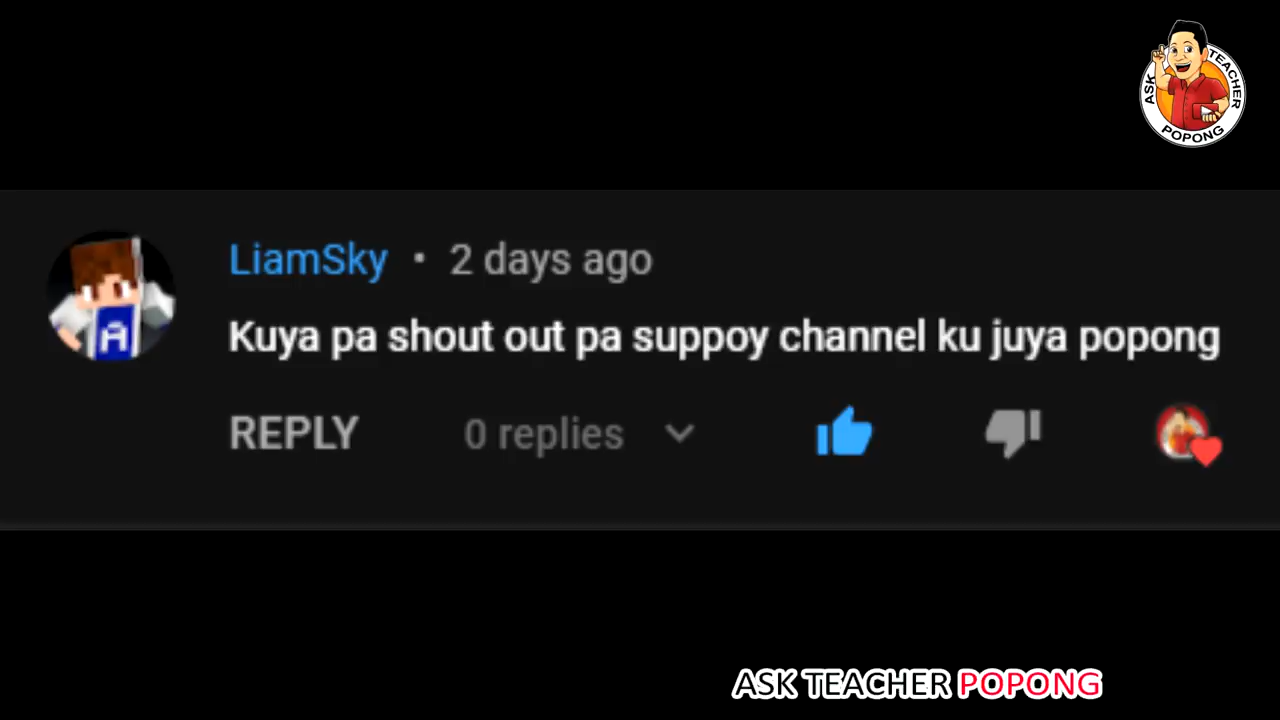 ASK TEACHER POPONG
LiamSky • 2 days ago
Kuya pa shout out pa suppoy channel ku juya popong
REPLY 0 replies
A
ASK TEACHER POPONG